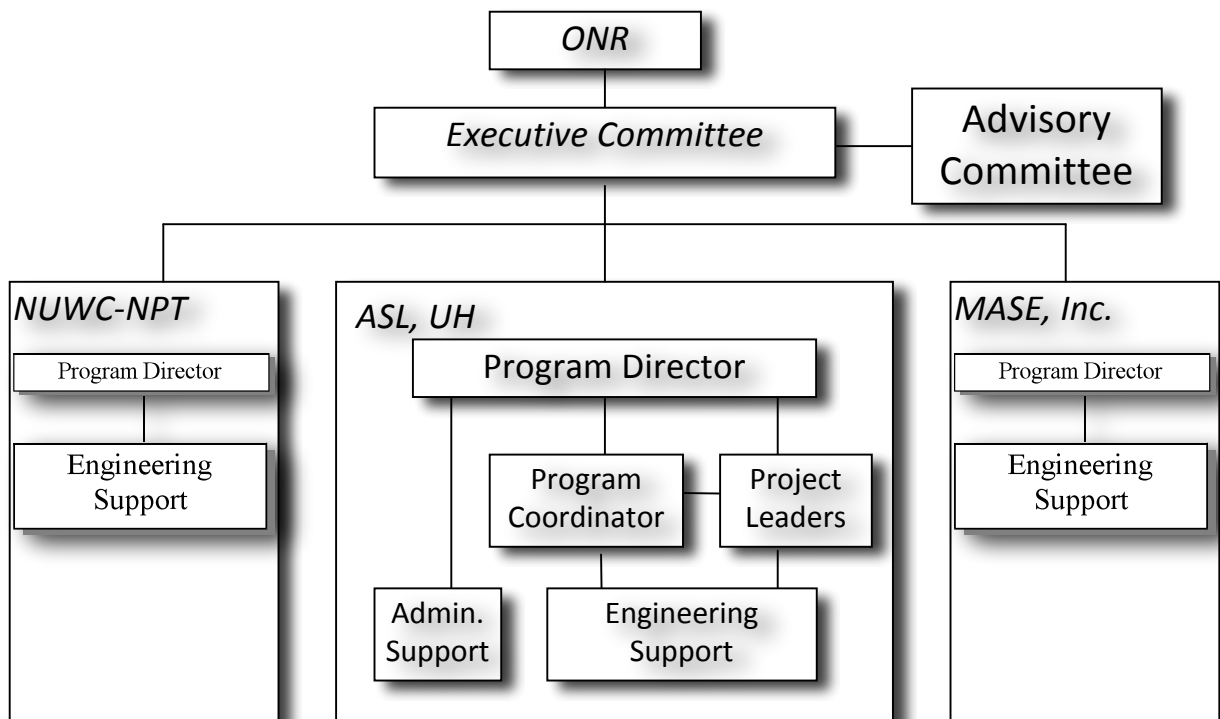 ONR
Executive Committee
Advisory
Committee
NUWC-NPT
Program Director
Engineering
Support
ASL, UH
Program Director
Program
Coordinator
Project
Leaders
Admin.
Support
Engineering
Support
MASE, Inc.
Program Director
Engineering
Support